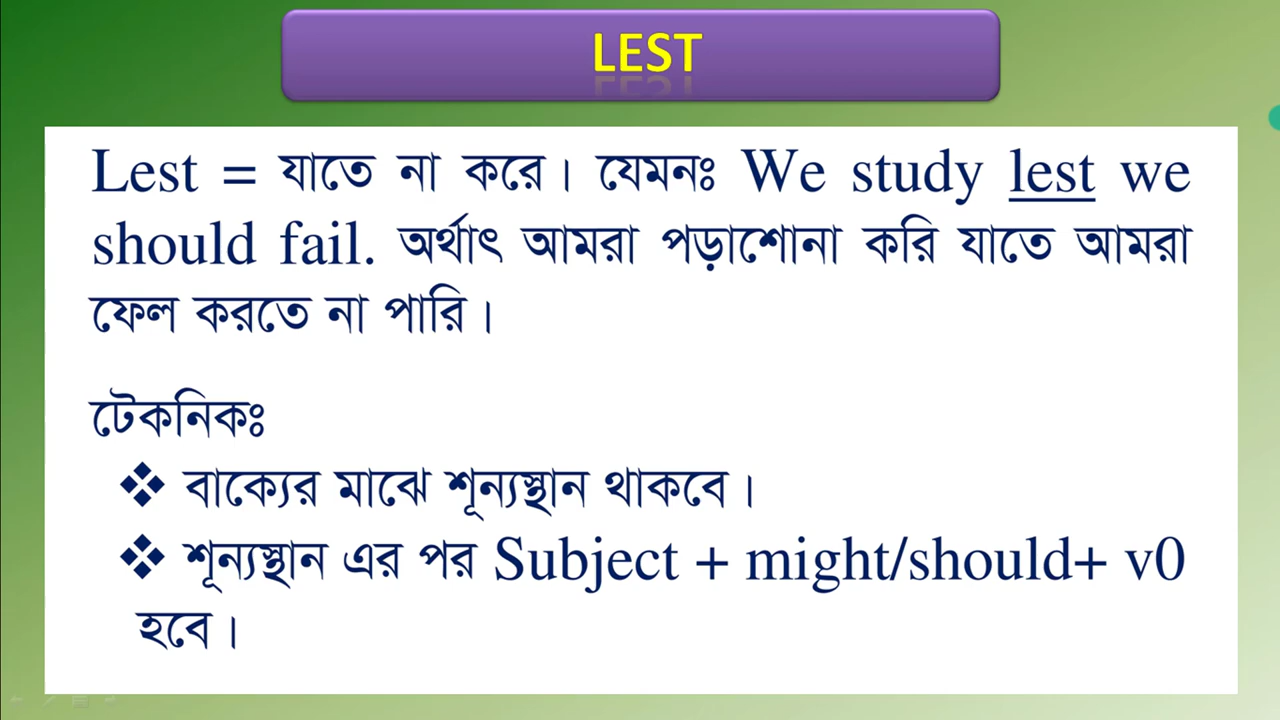 LEST
Lest = যাতে না করে। যেমনঃ We study lest we
should fail. অর্থাৎ আমরা পড়াশোনা করি যাতে আমরা
ফেল করতে না পারি।
টেকনিকঃ
❖ বাক্যের মাঝে শূন্যস্থান থাকবে।
❖ শূন্যস্থান এর পর Subject + might/should+ v0
হবে।